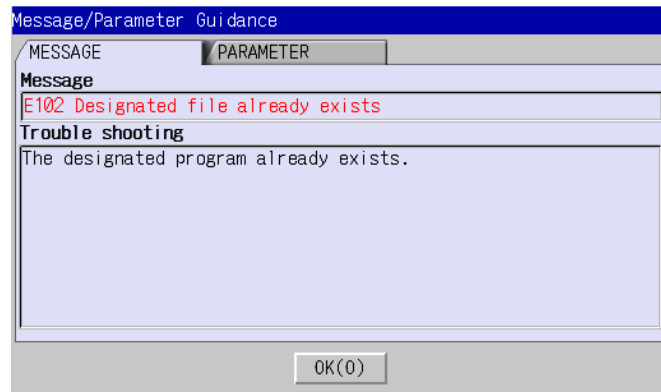 Message/Parameter Guidance
MESSAGE PARAMETER
Message
E102 Designated file already exists
Trouble shooting
The designated program already exists.
OK(O)